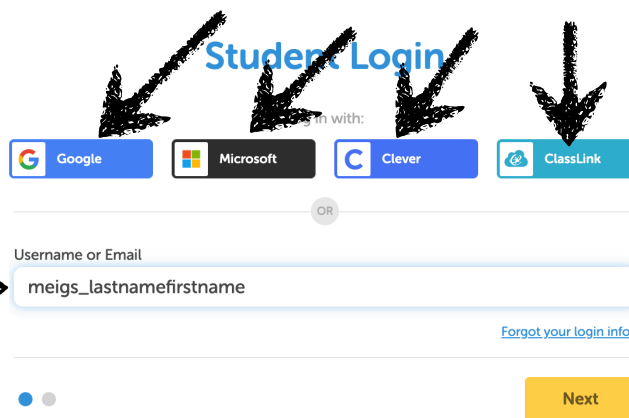 Student Login
in with:
Google Microsoft Clever ClassLink
OR
Username or Email
meigs_lastnamefirstname
Forgot your login info
Next